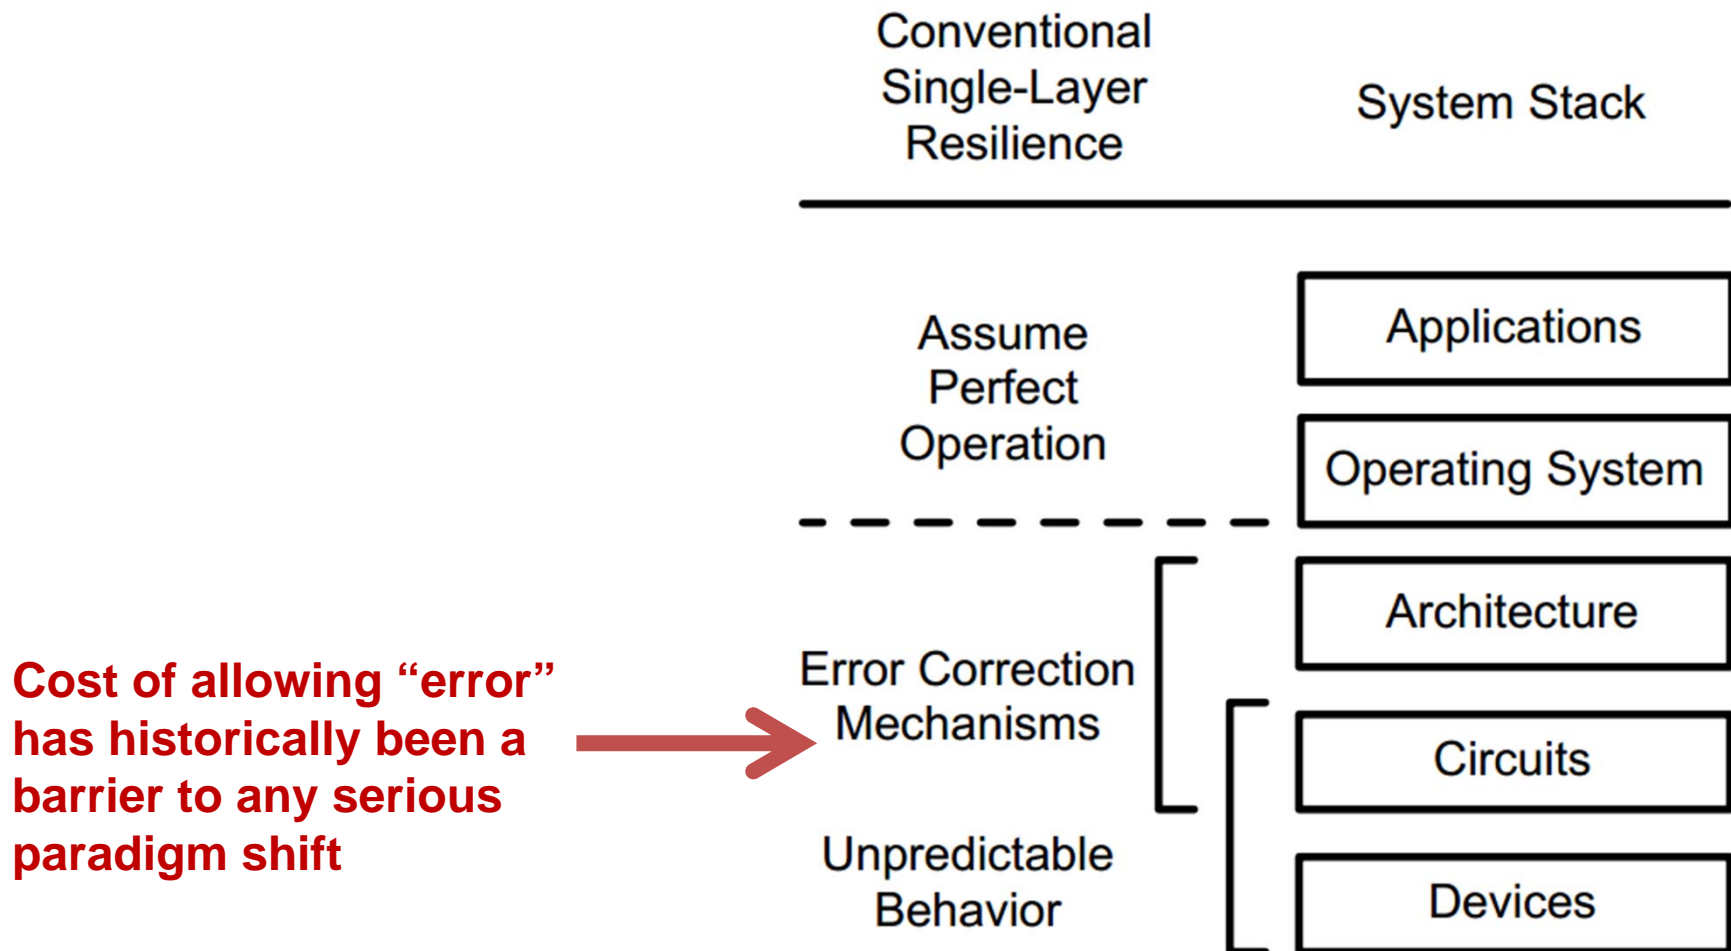 Conventional
Single-Layer
Resilience
System Stack
Assume
Perfect
Operation
Applications
Operating System
Cost of allowing “error”
has historically been a
barrier to any serious
paradigm shift
Error Correction
Mechanisms
Unpredictable
Behavior
Architecture
Circuits
Devices